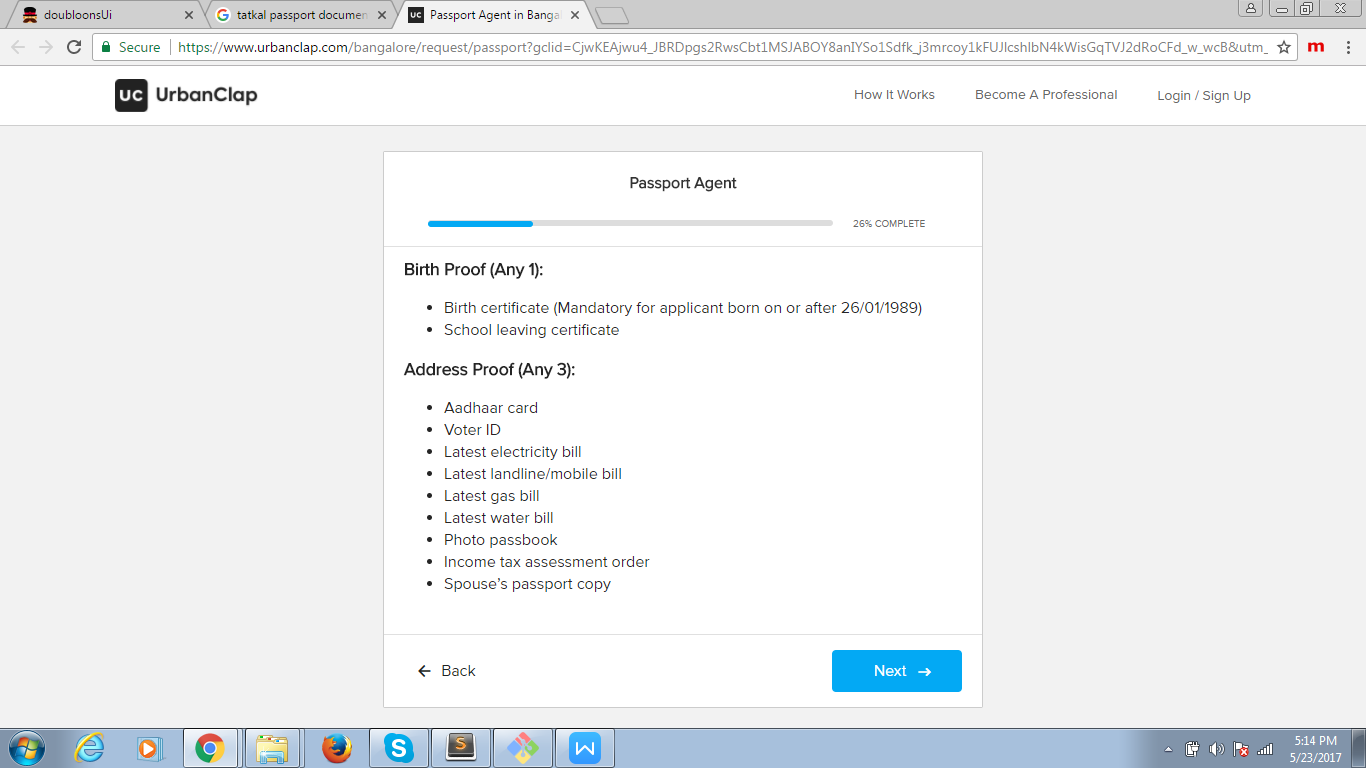 doubloonsUi
tatkal passport documen
UC Passport Agent in Banga
Secure https://www.urbanclap.com/bangalore/request/passport?gclid=CjwKEAjwu4_JBRDpgs2RwsCbt1MSJABOY8anIYSo1Sdfk_j3mrcoy1kFUJlcshlbN4kWisGqTVJ2dRoCFd_w_wcB&utm_
m
UC UrbanClap
How It Works
Become A Professional
Login / Sign Up
Passport Agent
26% COMPLETE
Birth Proof (Any 1):
• Birth certificate (Mandatory for applicant born on or after 26/01/1989)
• School leaving certificate
Address Proof (Any 3):
• Aadhaar card
• Voter ID
• Latest electricity bill
• Latest landline/mobile bill
• Latest gas bill
• Latest water bill
• Photo passbook
• Income tax assessment order
• Spouse’s passport copy
← Back
Next →
S
S
W
5:14 PM
5/23/2017